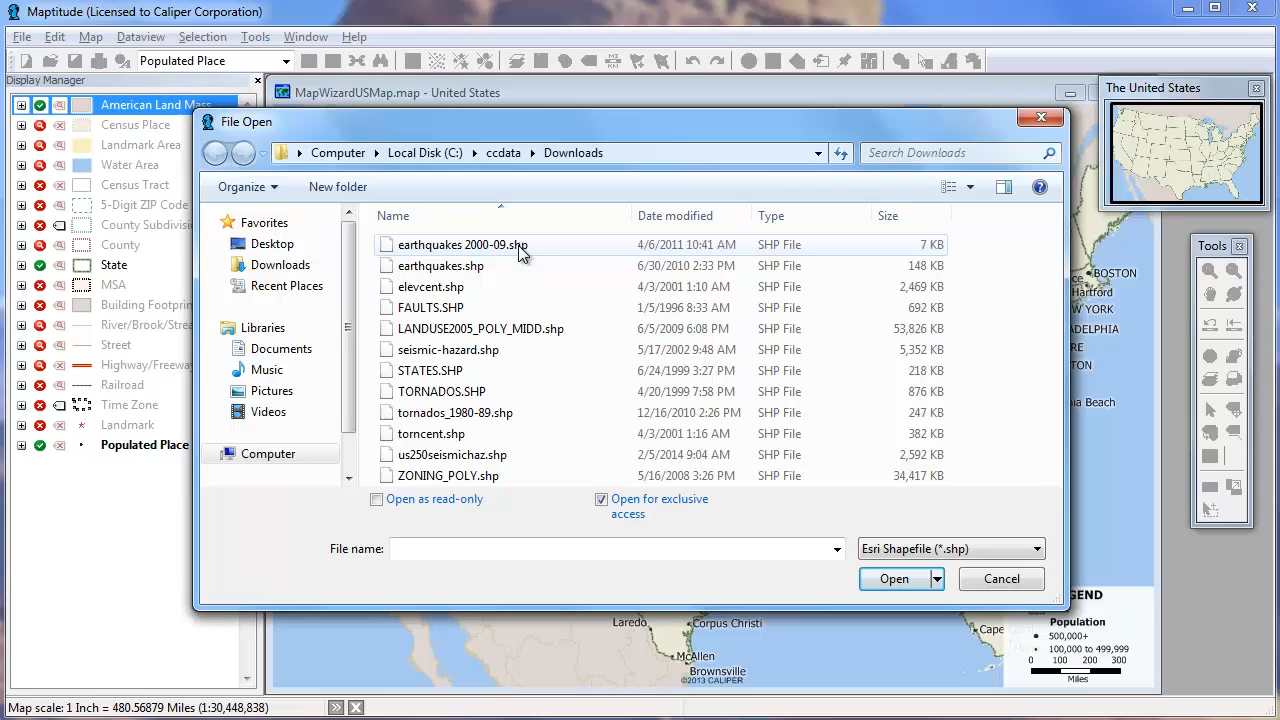 Maptitude (Licensed to Caliper Corporation)
File Edit Map Dataview Selection Tools Window Help
Populated Place
Display Manager
American Land Mass
Census Place
Landmark Area
Water Area
Census Tract
5-Digit ZIP Code
County Subdivisi
County
State
MSA
Building Footprin
River/Brook/Strea
Street
Highway/Freeway
Railroad
Time Zone
Landmark
Populated Place
MapWizardUSMap.map - United States
The United States
Tools
BOSTON
Hartford
YORK
ADELPHIA
RE
TON
Beach
File Open
Computer Local Disk (C:) ccdata Downloads
Search Downloads
Organize New folder
Favorites
Desktop
Downloads
Recent Places
Libraries
Documents
Music
Pictures
Videos
Computer
Name Date modified Type Size
earthquakes 2000-09.shp 4/6/2011 10:41 AM SHP File 7 KB
earthquakes.shp 6/30/2010 2:33 PM SHP File 148 KB
elevcent.shp 4/3/2001 1:10 AM SHP File 2,469 KB
FAULTS.SHP 1/5/1996 8:33 AM SHP File 692 KB
LANDUSE2005_POLY_MIDD.shp 6/5/2009 6:08 PM SHP File 53,826 KB
seismic-hazard.shp 5/17/2002 9:48 AM SHP File 5,352 KB
STATES.SHP 6/24/1999 3:27 PM SHP File 218 KB
TORNADOS.SHP 4/20/1999 7:58 PM SHP File 876 KB
tornados_1980-89.shp 12/16/2010 2:26 PM SHP File 247 KB
torncent.shp 4/3/2001 1:16 AM SHP File 382 KB
us250seismichaz.shp 2/5/2014 9:04 AM SHP File 2,592 KB
ZONING_POLY.shp 5/16/2008 3:26 PM SHP File 34,417 KB
Open as read-only Open for exclusive
access
File name: Esri Shapefile (*.shp)
Open Cancel
Laredo
Corpus Christi
McAllen
Brownsville
©2013 CALIPER
Cape
GEND
Population
500,000+
100,000 to 499,999
0 100 200 300
Miles
Map scale: 1 Inch = 480.56879 Miles (1:30,448,838)